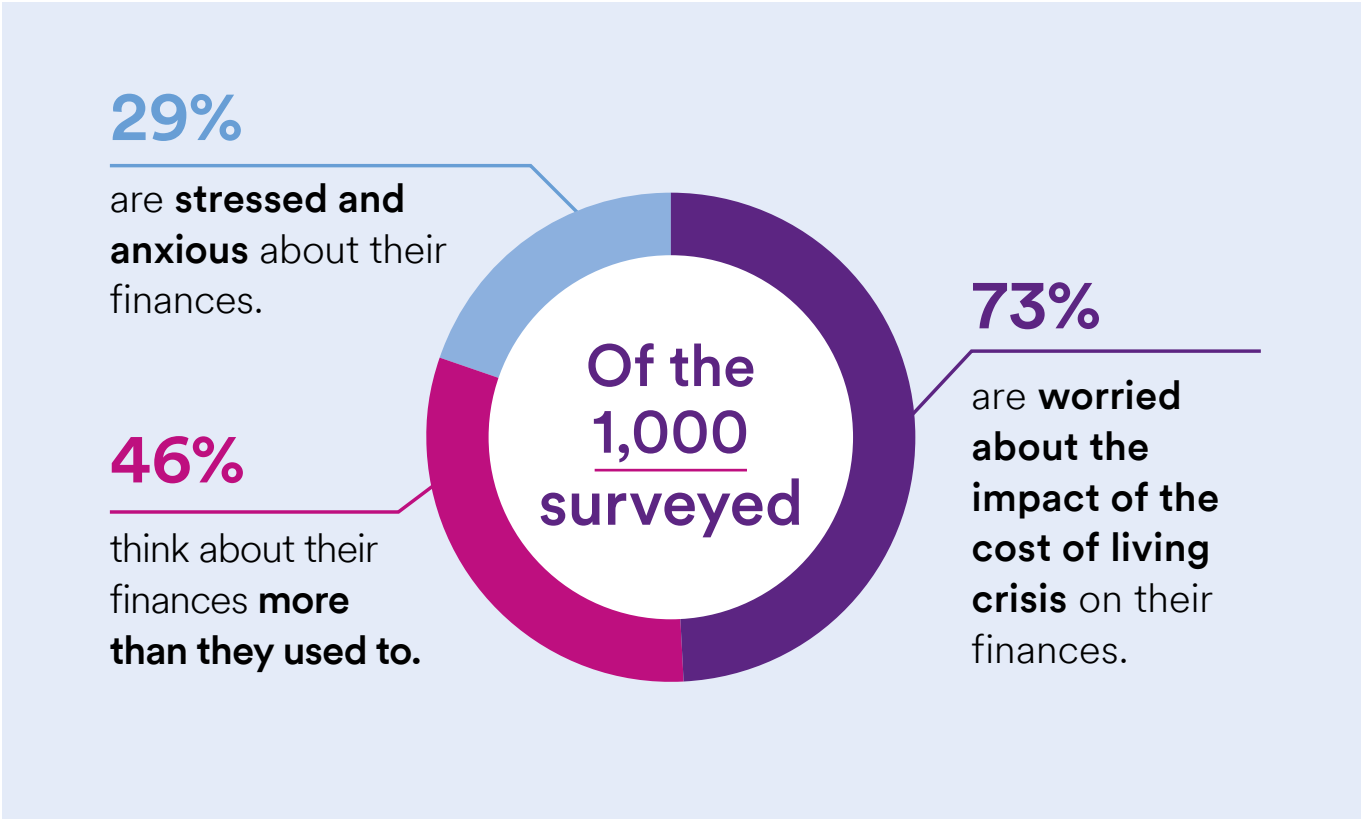 29%
are stressed and
anxious about their
finances.
46%
think about their
finances more
than they used to.
Of the
1,000
surveyed
73%
are worried
about the
impact of the
cost of living
crisis on their
finances.